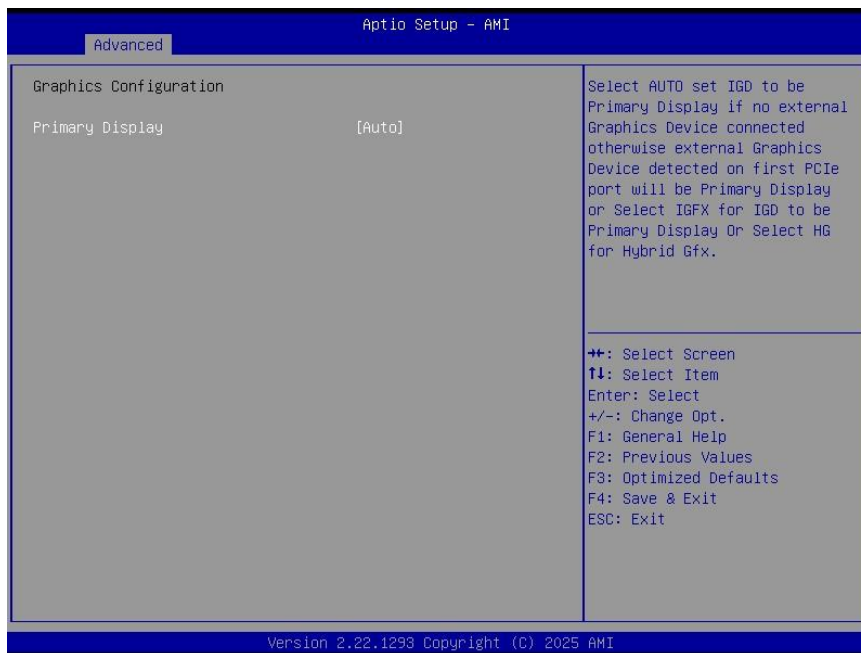 Aptio Setup - AMI
Advanced
Graphics Configuration
Primary Display [Auto]
Select AUTO set IGD to be
Primary Display if no external
Graphics Device connected
otherwise external Graphics
Device detected on first PCIe
port will be Primary Display
or Select IGFX for IGD to be
Primary Display Or Select HG
for Hybrid Gfx.
→←: Select Screen
↑↓: Select Item
Enter: Select
+/-: Change Opt.
F1: General Help
F2: Previous Values
F3: Optimized Defaults
F4: Save & Exit
ESC: Exit
Version 2.22.1293 Copyright (C) 2025 AMI